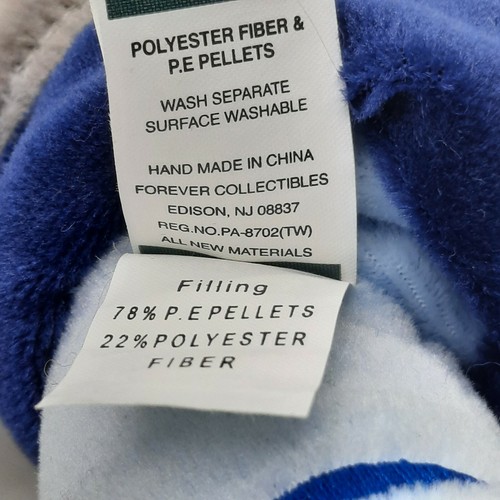 POLYESTER FIBER &
P.E PELLETS
WASH SEPARATE
SURFACE WASHABLE
HAND MADE IN CHINA
FOREVER COLLECTIBLES
EDISON, NJ 08837
REG.NO.PA-8702(TW)
ALL NEW MATERIALS
Filling
78% P.E PELLETS
22% POLYESTER
FIBER